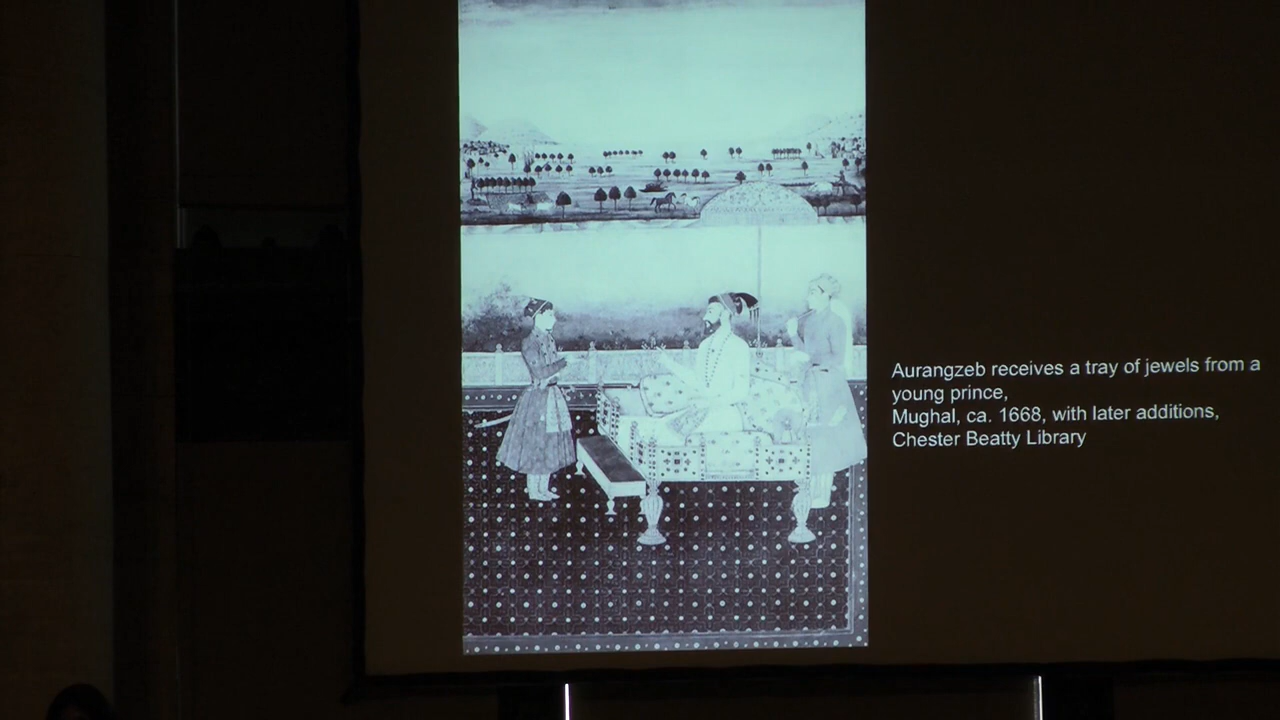 Aurangzeb receives a tray of jewels from a
young prince,
Mughal, ca. 1668, with later additions,
Chester Beatty Library